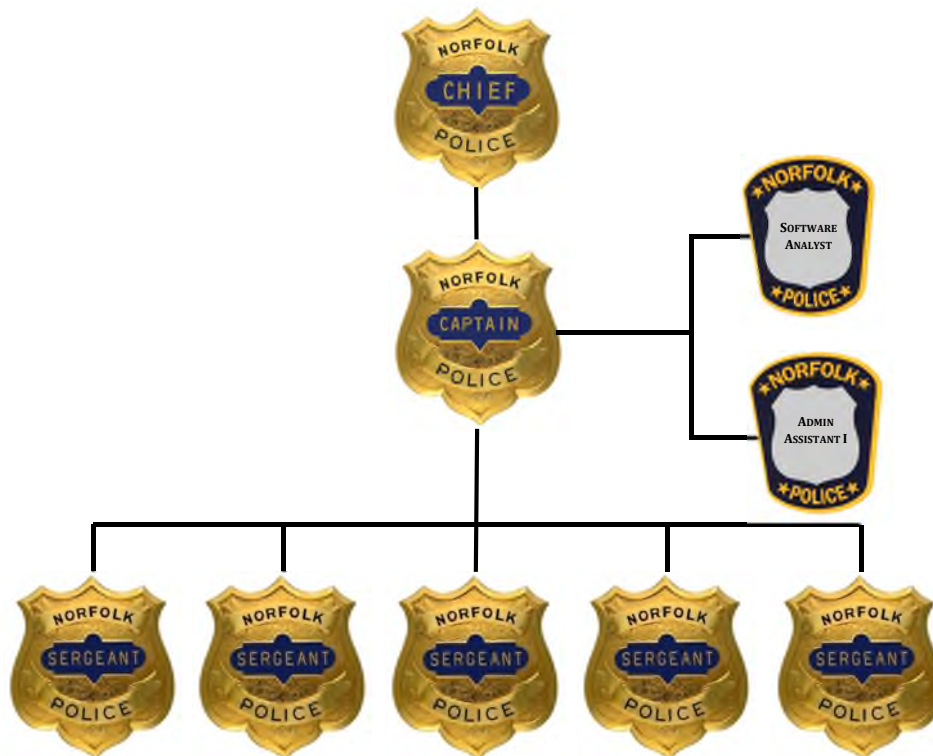 NORFOLK
CHIEF
POLICE
NORFOLK
SOFTWARE
ANALYST
POLICE
NORFOLK
CAPTAIN
POLICE
NORFOLK
ADMIN
ASSISTANT I
POLICE
NORFOLK
SERGEANT
POLICE
NORFOLK
SERGEANT
POLICE
NORFOLK
SERGEANT
POLICE
NORFOLK
SERGEANT
POLICE
NORFOLK
SERGEANT
POLICE